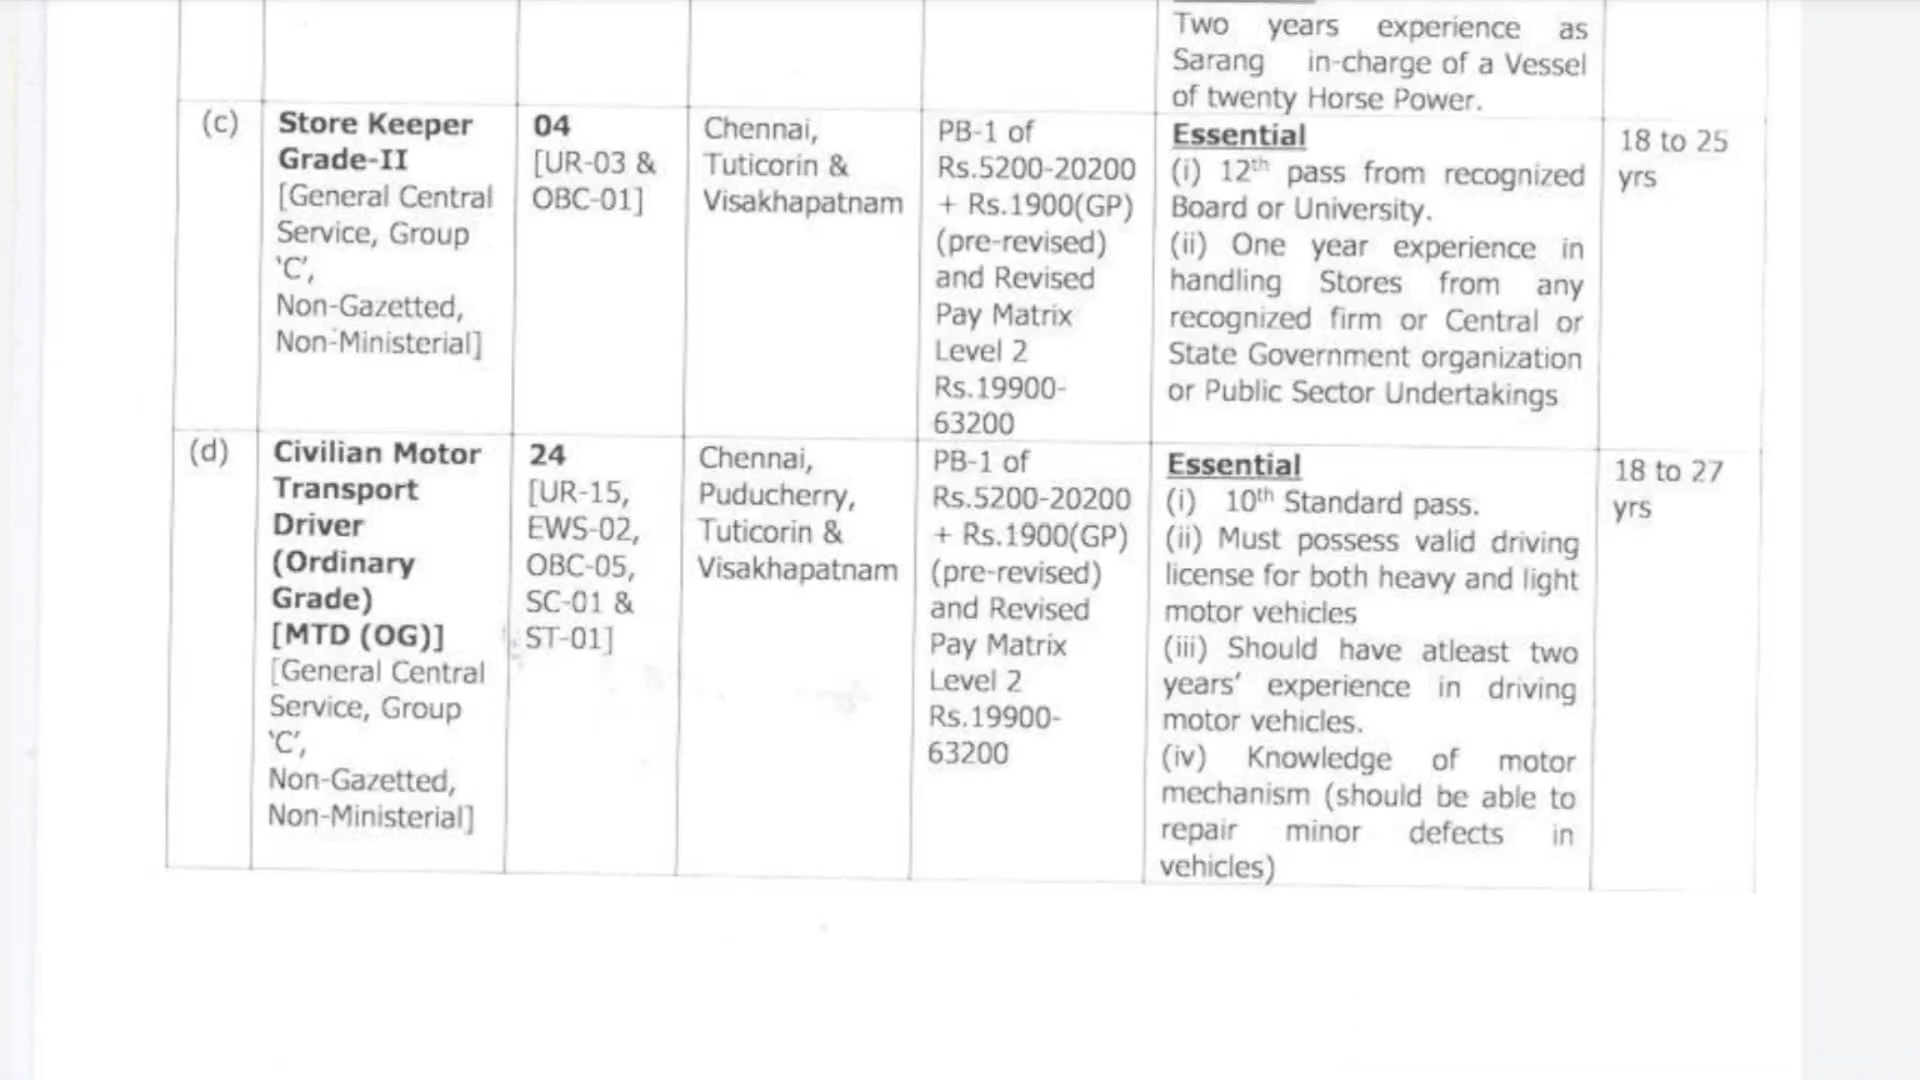 Two years experience as
Sarang in-charge of a Vessel
of twenty Horse Power.
(c)
Store Keeper
Grade-II
[General Central
Service, Group
‘C’,
Non-Gazetted,
Non-Ministerial]
04
[UR-03 &
OBC-01]
Chennai,
Tuticorin &
Visakhapatnam
PB-1 of
Rs.5200-20200
+ Rs.1900(GP)
(pre-revised)
and Revised
Pay Matrix
Level 2
Rs.19900-
63200
Essential
(i) 12th pass from recognized
Board or University.
(ii) One year experience in
handling Stores from any
recognized firm or Central or
State Government organization
or Public Sector Undertakings
18 to 25
yrs
(d)
Civilian Motor
Transport
Driver
(Ordinary
Grade)
[MTD (OG)]
[General Central
Service, Group
‘C’,
Non-Gazetted,
Non-Ministerial]
24
[UR-15,
EWS-02,
OBC-05,
SC-01 &
ST-01]
Chennai,
Puducherry,
Tuticorin &
Visakhapatnam
PB-1 of
Rs.5200-20200
+ Rs.1900(GP)
(pre-revised)
and Revised
Pay Matrix
Level 2
Rs.19900-
63200
Essential
(i) 10th Standard pass.
(ii) Must possess valid driving
license for both heavy and light
motor vehicles
(iii) Should have atleast two
years’ experience in driving
motor vehicles.
(iv) Knowledge of motor
mechanism (should be able to
repair minor defects in
vehicles)
18 to 27
yrs